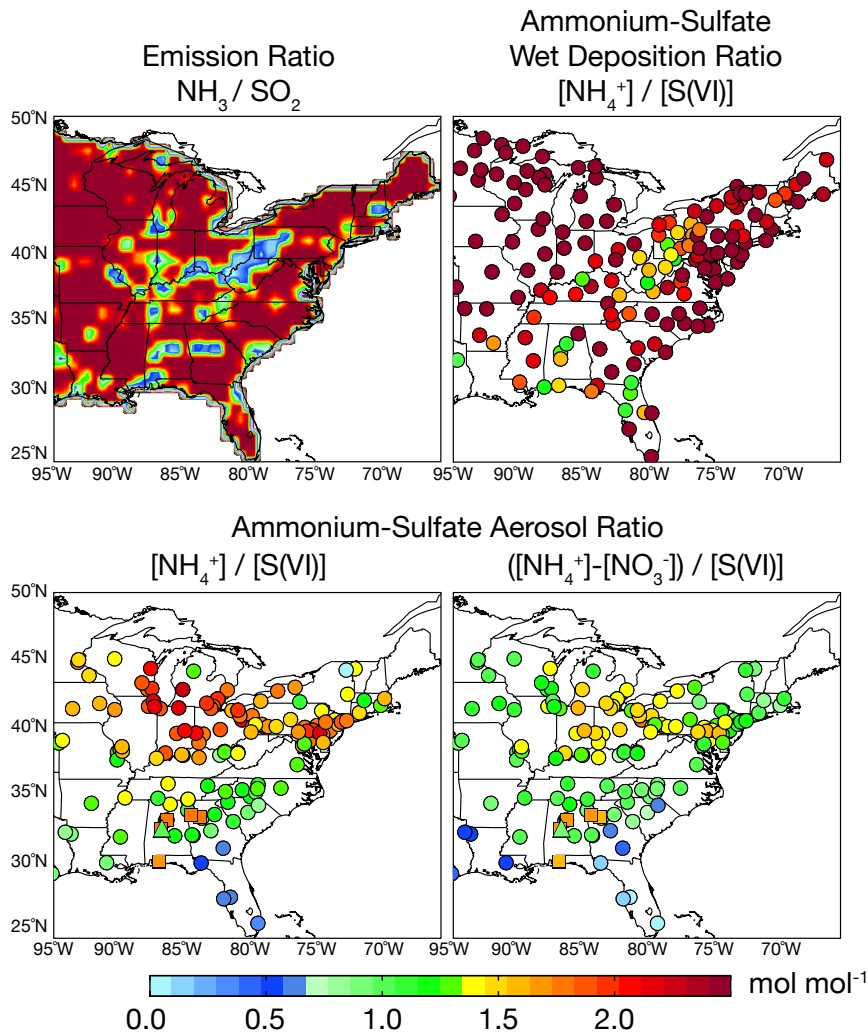 Emission Ratio
NH₃ / SO₂
Ammonium-Sulfate
Wet Deposition Ratio
[NH₄⁺] / [S(VI)]
50°N
45°N
40°N
35°N
30°N
25°N
95°W 90°W 85°W 80°W 75°W 70°W
95°W 90°W 85°W 80°W 75°W 70°W
Ammonium-Sulfate Aerosol Ratio
[NH₄⁺] / [S(VI)]
([NH₄⁺]-[NO₃⁻]) / [S(VI)]
50°N
45°N
40°N
35°N
30°N
25°N
95°W 90°W 85°W 80°W 75°W 70°W
95°W 90°W 85°W 80°W 75°W 70°W
mol mol⁻¹
0.0 0.5 1.0 1.5 2.0